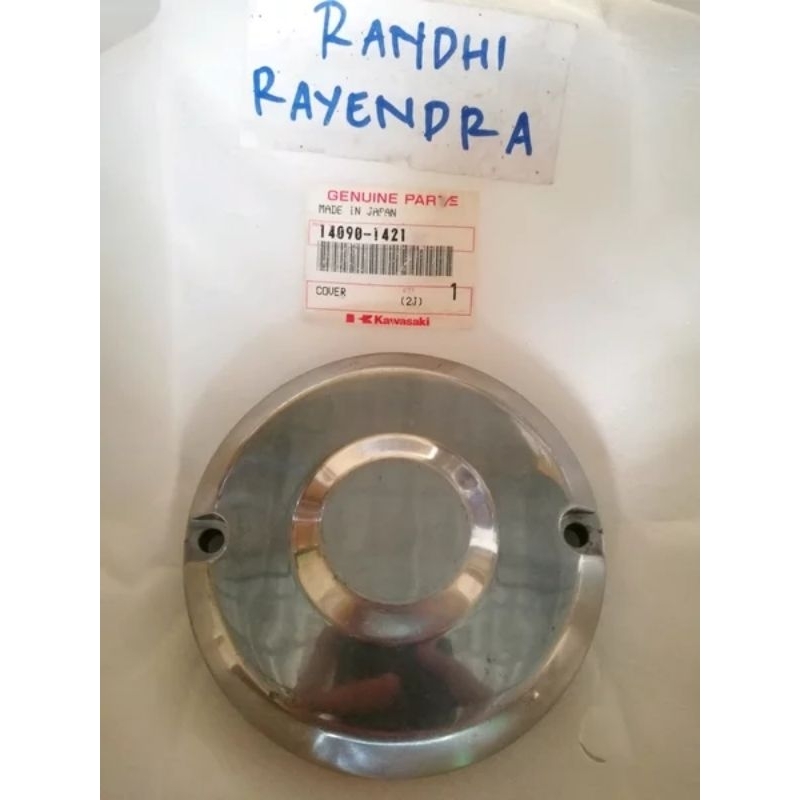 RANDHI
RAYENDRA
GENUINE PARTS
MADE IN JAPAN
14090-1421
COVER
(2J)
1
Kawasaki